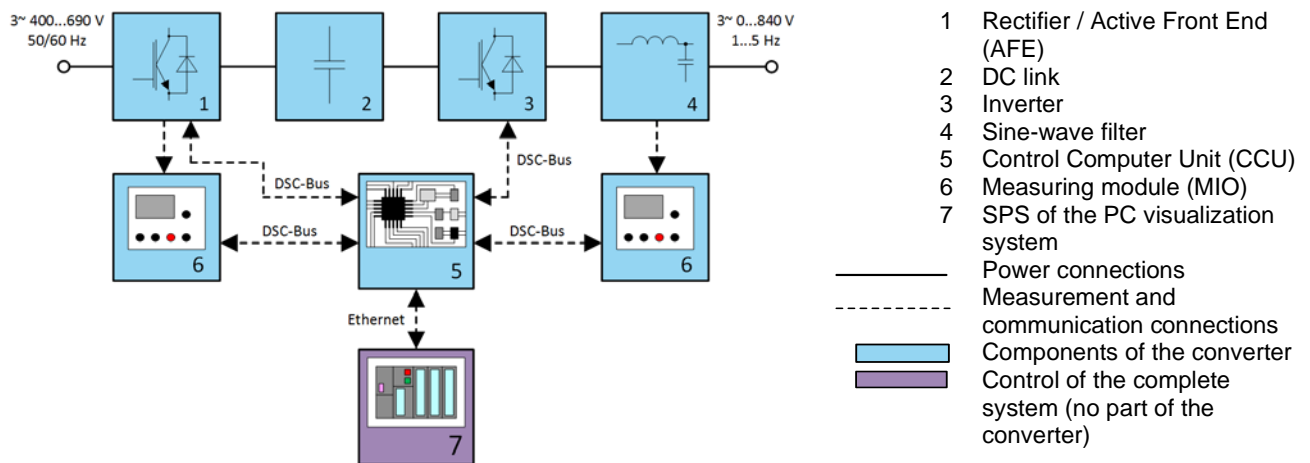 3~ 400...690 V
50/60 Hz
3~ 0...840 V
1...5 Hz
1
2
3
4
DSC-Bus
DSC-Bus
DSC-Bus
DSC-Bus
6
5
6
Ethernet
7
1 Rectifier / Active Front End
(AFE)
2 DC link
3 Inverter
4 Sine-wave filter
5 Control Computer Unit (CCU)
6 Measuring module (MIO)
7 SPS of the PC visualization
system
Power connections
Measurement and
communication connections
Components of the converter
Control of the complete
system (no part of the
converter)